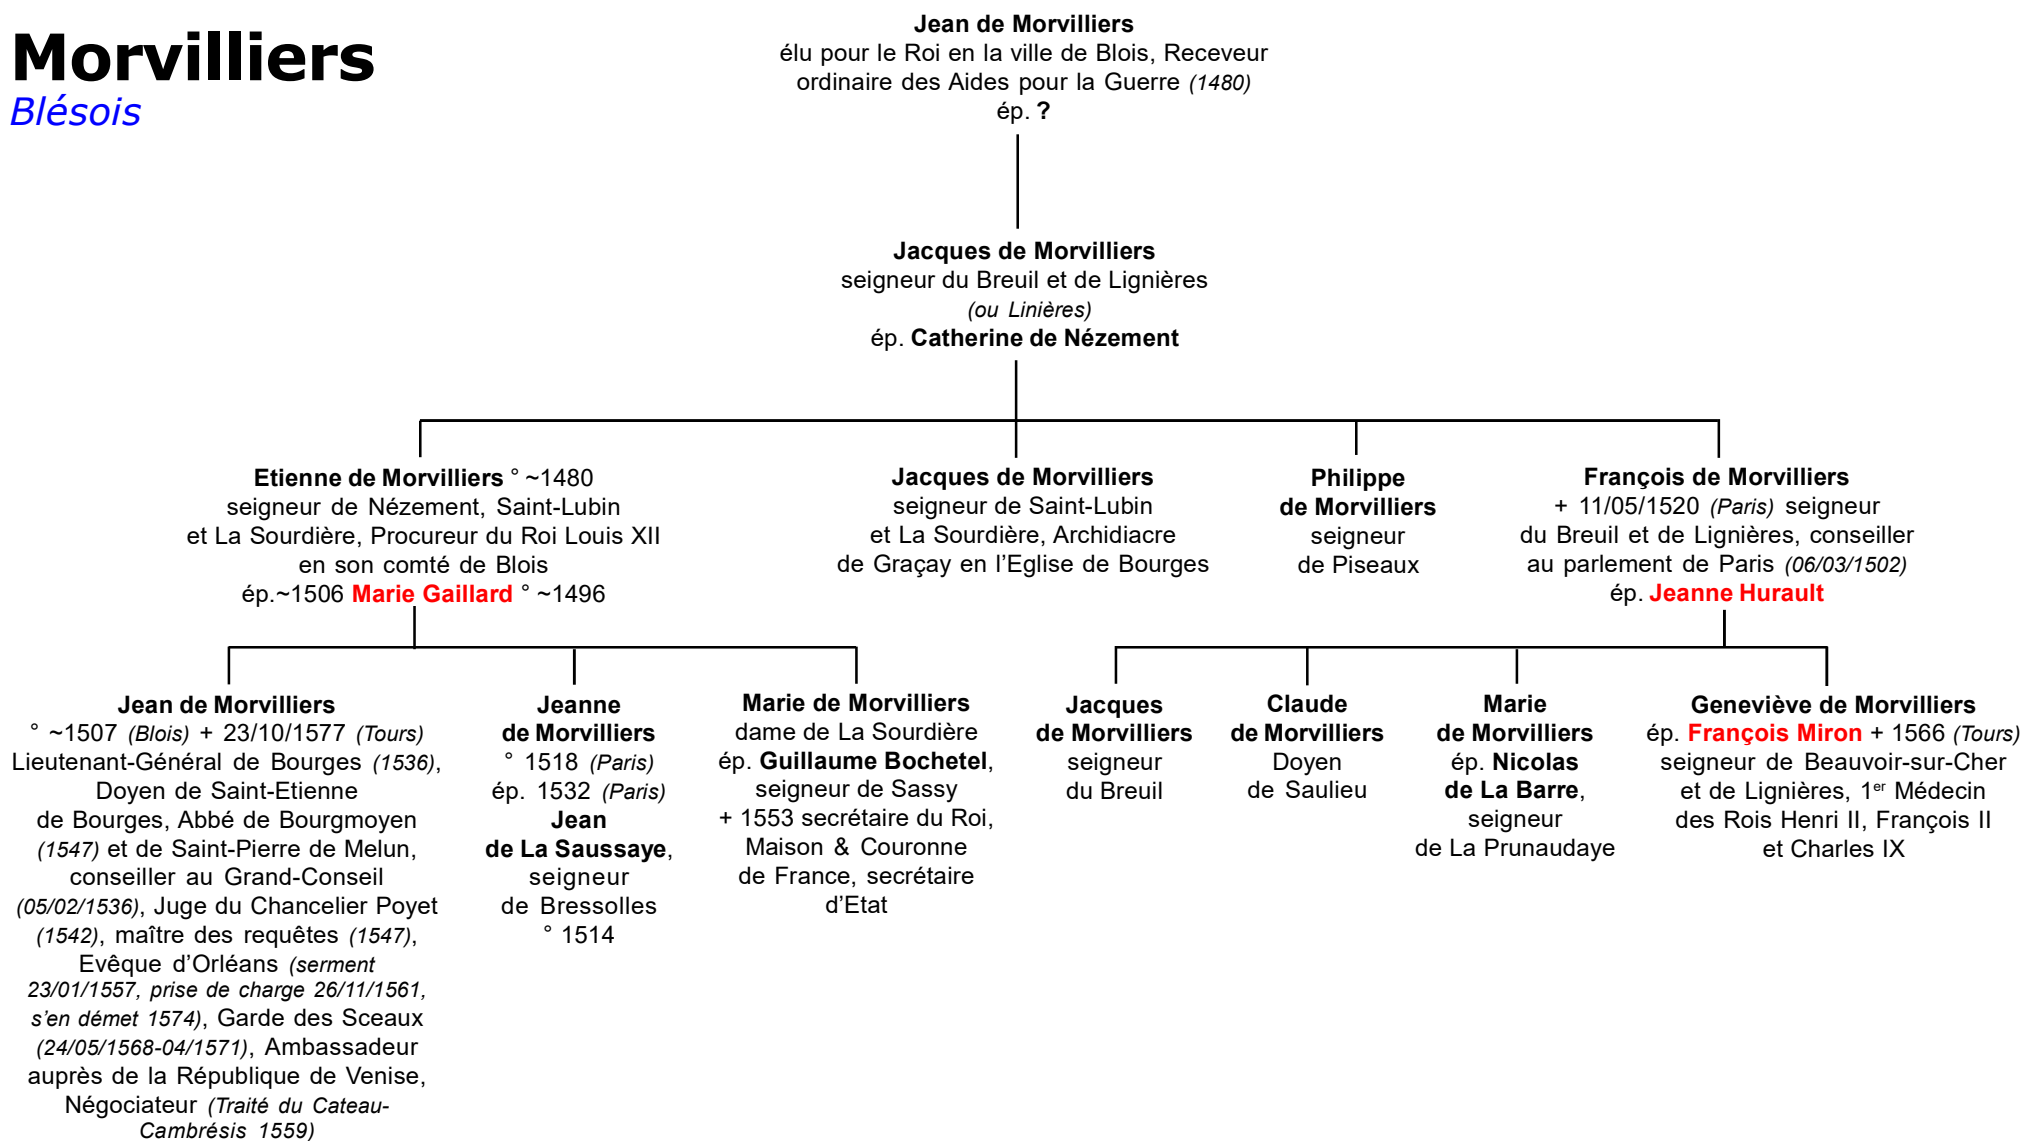 Morvilliers
Blésois
Jean de Morvilliers
élu pour le Roi en la ville de Blois, Receveur
ordinaire des Aides pour la Guerre (1480)
ép. ?
Jacques de Morvilliers
seigneur du Breuil et de Lignières
(ou Linières)
ép. Catherine de Nézement
Etienne de Morvilliers ° ~1480
seigneur de Nézement, Saint-Lubin
et La Sourdière, Procureur du Roi Louis XII
en son comté de Blois
ép.~1506 Marie Gaillard ° ~1496
Jacques de Morvilliers
seigneur de Saint-Lubin
et La Sourdière, Archidiacre
de Graçay en l'Eglise de Bourges
Philippe
de Morvilliers
seigneur
de Piseaux
François de Morvilliers
+ 11/05/1520 (Paris) seigneur
du Breuil et de Lignières, conseiller
au parlement de Paris (06/03/1502)
ép. Jeanne Hurault
Jean de Morvilliers
° ~1507 (Blois) + 23/10/1577 (Tours)
Lieutenant-Général de Bourges (1536),
Doyen de Saint-Etienne
de Bourges, Abbé de Bourgmoyen
(1547) et de Saint-Pierre de Melun,
conseiller au Grand-Conseil
(05/02/1536), Juge du Chancelier Poyet
(1542), maître des requêtes (1547),
Evêque d'Orléans (serment
23/01/1557, prise de charge 26/11/1561,
s'en démet 1574), Garde des Sceaux
(24/05/1568-04/1571), Ambassadeur
auprès de la République de Venise,
Négociateur (Traité du Cateau-
Cambrésis 1559)
Jeanne
de Morvilliers
° 1518 (Paris)
ép. 1532 (Paris)
Jean
de La Saussaye,
seigneur
de Bressolles
° 1514
Marie de Morvilliers
dame de La Sourdière
ép. Guillaume Bochetel,
seigneur de Sassy
+ 1553 secrétaire du Roi,
Maison & Couronne
de France, secrétaire
d'Etat
Jacques
de Morvilliers
seigneur
du Breuil
Claude
de Morvilliers
Doyen
de Saulieu
Marie
de Morvilliers
ép. Nicolas
de La Barre,
seigneur
de La Prunaudaye
Geneviève de Morvilliers
ép. François Miron + 1566 (Tours)
seigneur de Beauvoir-sur-Cher
et de Lignières, 1er Médecin
des Rois Henri II, François II
et Charles IX